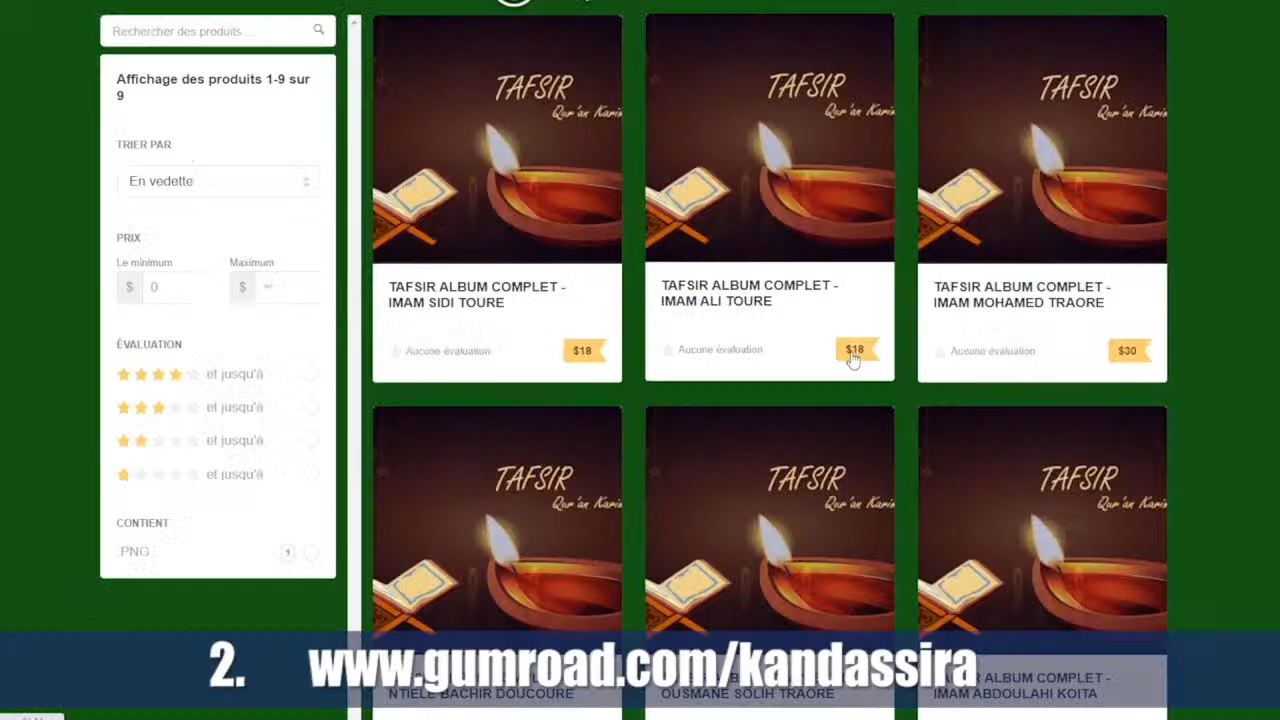 Rechercher des produits ...
Affichage des produits 1-9 sur
9
TRIER PAR
En vedette
PRIX
Le minimum
Maximum
$ 0
$
ÉVALUATION
et jusqu'à
et jusqu'à
et jusqu'à
et jusqu'à
CONTIENT
.PNG
1
TAFSIR
Qur'an Karim
TAFSIR ALBUM COMPLET -
IMAM SIDI TOURE
Aucune évaluation
$18
TAFSIR
Qur'an Karim
TAFSIR ALBUM COMPLET -
IMAM ALI TOURE
Aucune évaluation
$18
TAFSIR
Qur'an Karim
TAFSIR ALBUM COMPLET -
IMAM MOHAMED TRAORE
Aucune évaluation
$30
TAFSIR
Qur'an Karim
NTIELE BACHIR DOUCOURE
TAFSIR
Qur'an Karim
OUSMANE SOLIH TRAORE
TAFSIR
Qur'an Karim
TAFSIR ALBUM COMPLET -
IMAM ABDOULAHI KOITA
2. www.gumroad.com/kandassira